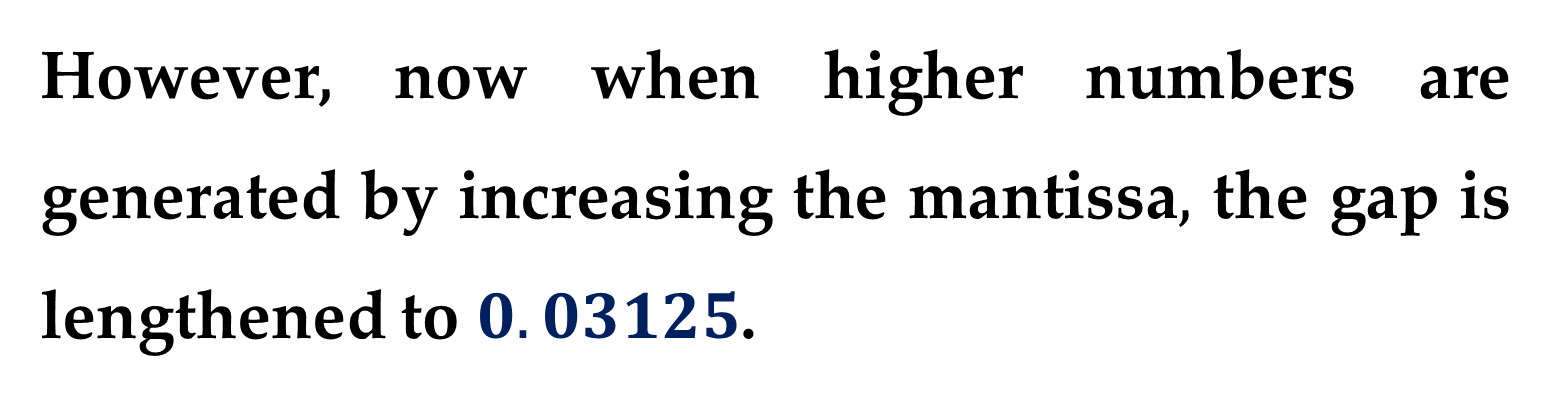 However, now when higher numbers are
generated by increasing the mantissa, the gap is
lengthened to 0.03125.